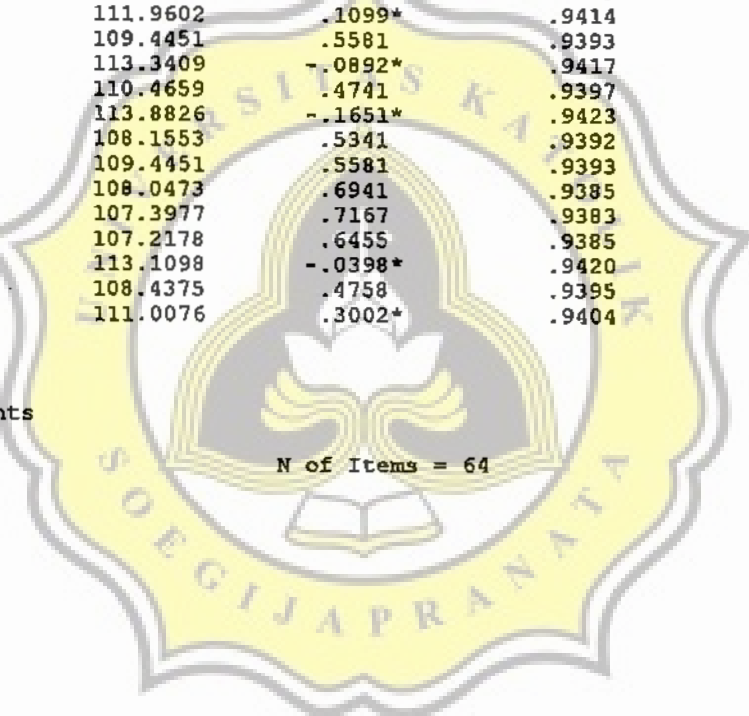 111.9602 .1099* .9414
109.4451 .5581 .9393
113.3409 -.0892* .9417
110.4659 .4741 .9397
113.8826 -.1651* .9423
108.1553 .5341 .9392
109.4451 .5581 .9393
108.0473 .6941 .9385
107.3977 .7167 .9383
107.2178 .6455 .9385
113.1098 -.0398* .9420
108.4375 .4758 .9395
111.0076 .3002* .9404
nts
N of Items = 64
SITAS KATOLIK
SOEGIJAPRANATA